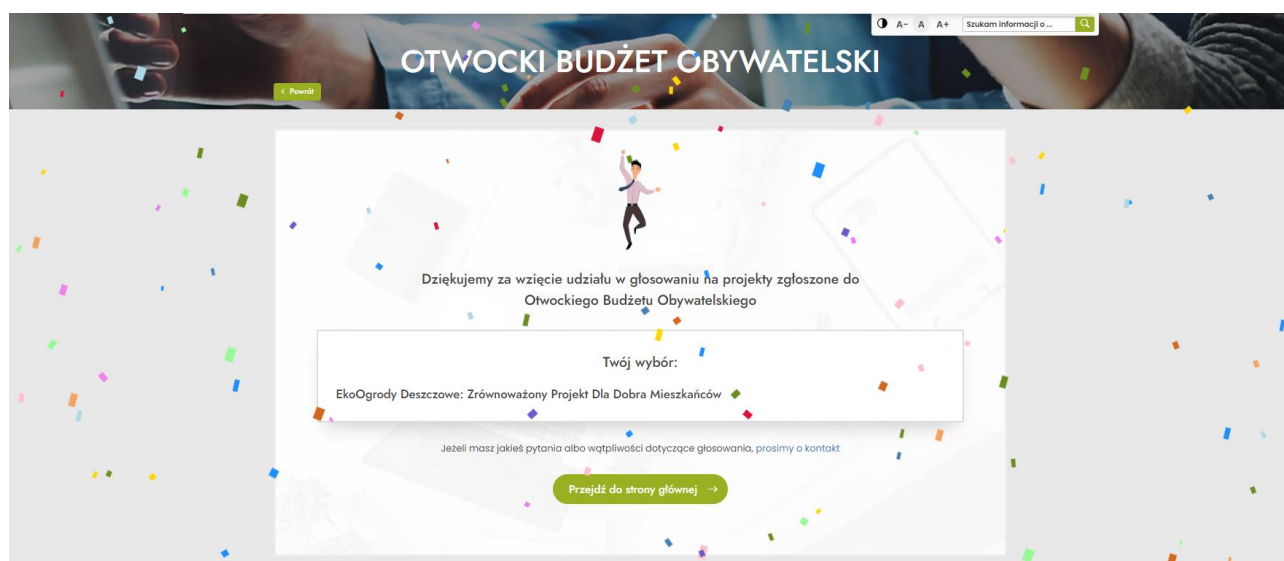 A- A A+ Szukam informacji o ...
OTWOCKI BUDŻET OBYWATELSKI
< Powrót
Dziękujemy za wzięcie udziału w głosowaniu na projekty zgłoszone do
Otwockiego Budżetu Obywatelskiego
Twój wybór:
EkoOgrody Deszczowe: Zrównoważony Projekt Dla Dobra Mieszkańców
Jeżeli masz jakieś pytania albo wątpliwości dotyczące głosowania, prosimy o kontakt
Przejdź do strony głównej →